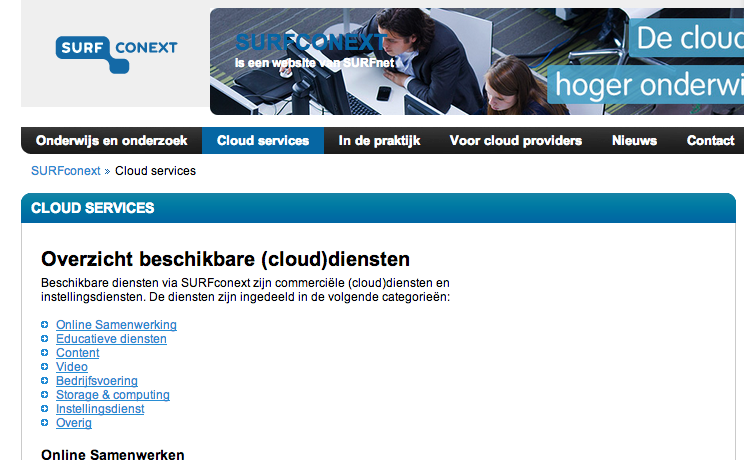 SURF CONEXT
SURFCONEXT
is een website van SURFnet
De cloud
hoger onderwi
Onderwijs en onderzoek Cloud services In de praktijk Voor cloud providers Nieuws Contact
SURFconext » Cloud services
CLOUD SERVICES
Overzicht beschikbare (cloud)diensten
Beschikbare diensten via SURFconext zijn commerciële (cloud)diensten en
instellingsdiensten. De diensten zijn ingedeeld in de volgende categorieën:
Online Samenwerking
Educatieve diensten
Content
Video
Bedrijfsvoering
Storage & computing
Instellingsdienst
Overig
Online Samenwerken